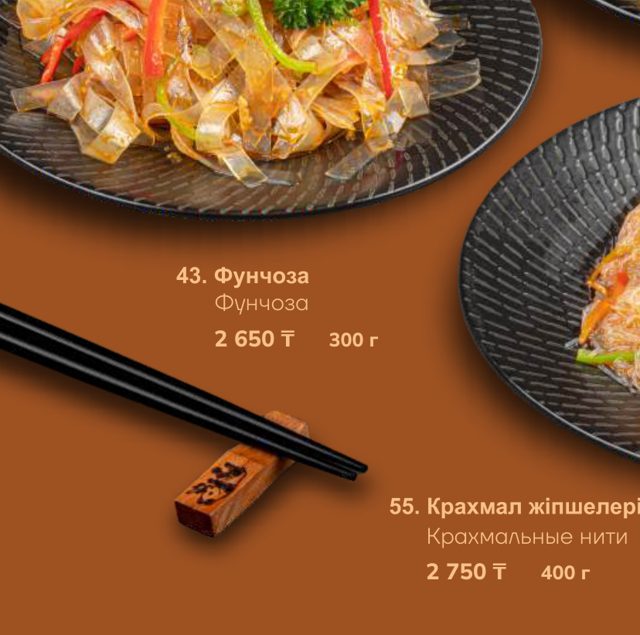 43. Фунчоза
Фунчоза
2 650 ₸ 300 г
55. Крахмал жіпшелері
Крахмальные нити
2 750 ₸ 400 г